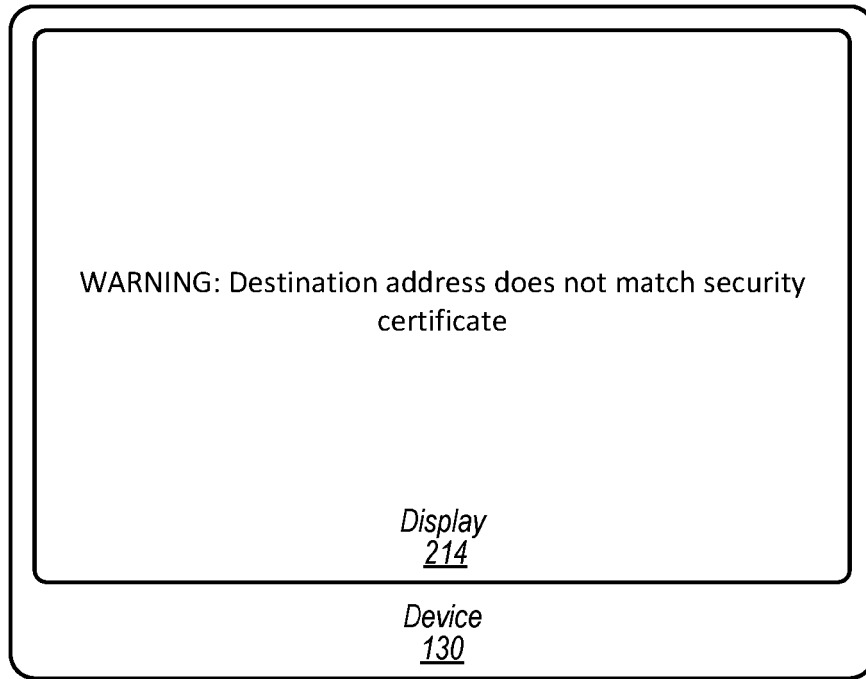 WARNING: Destination address does not match security
certificate
Display
214
Device
130